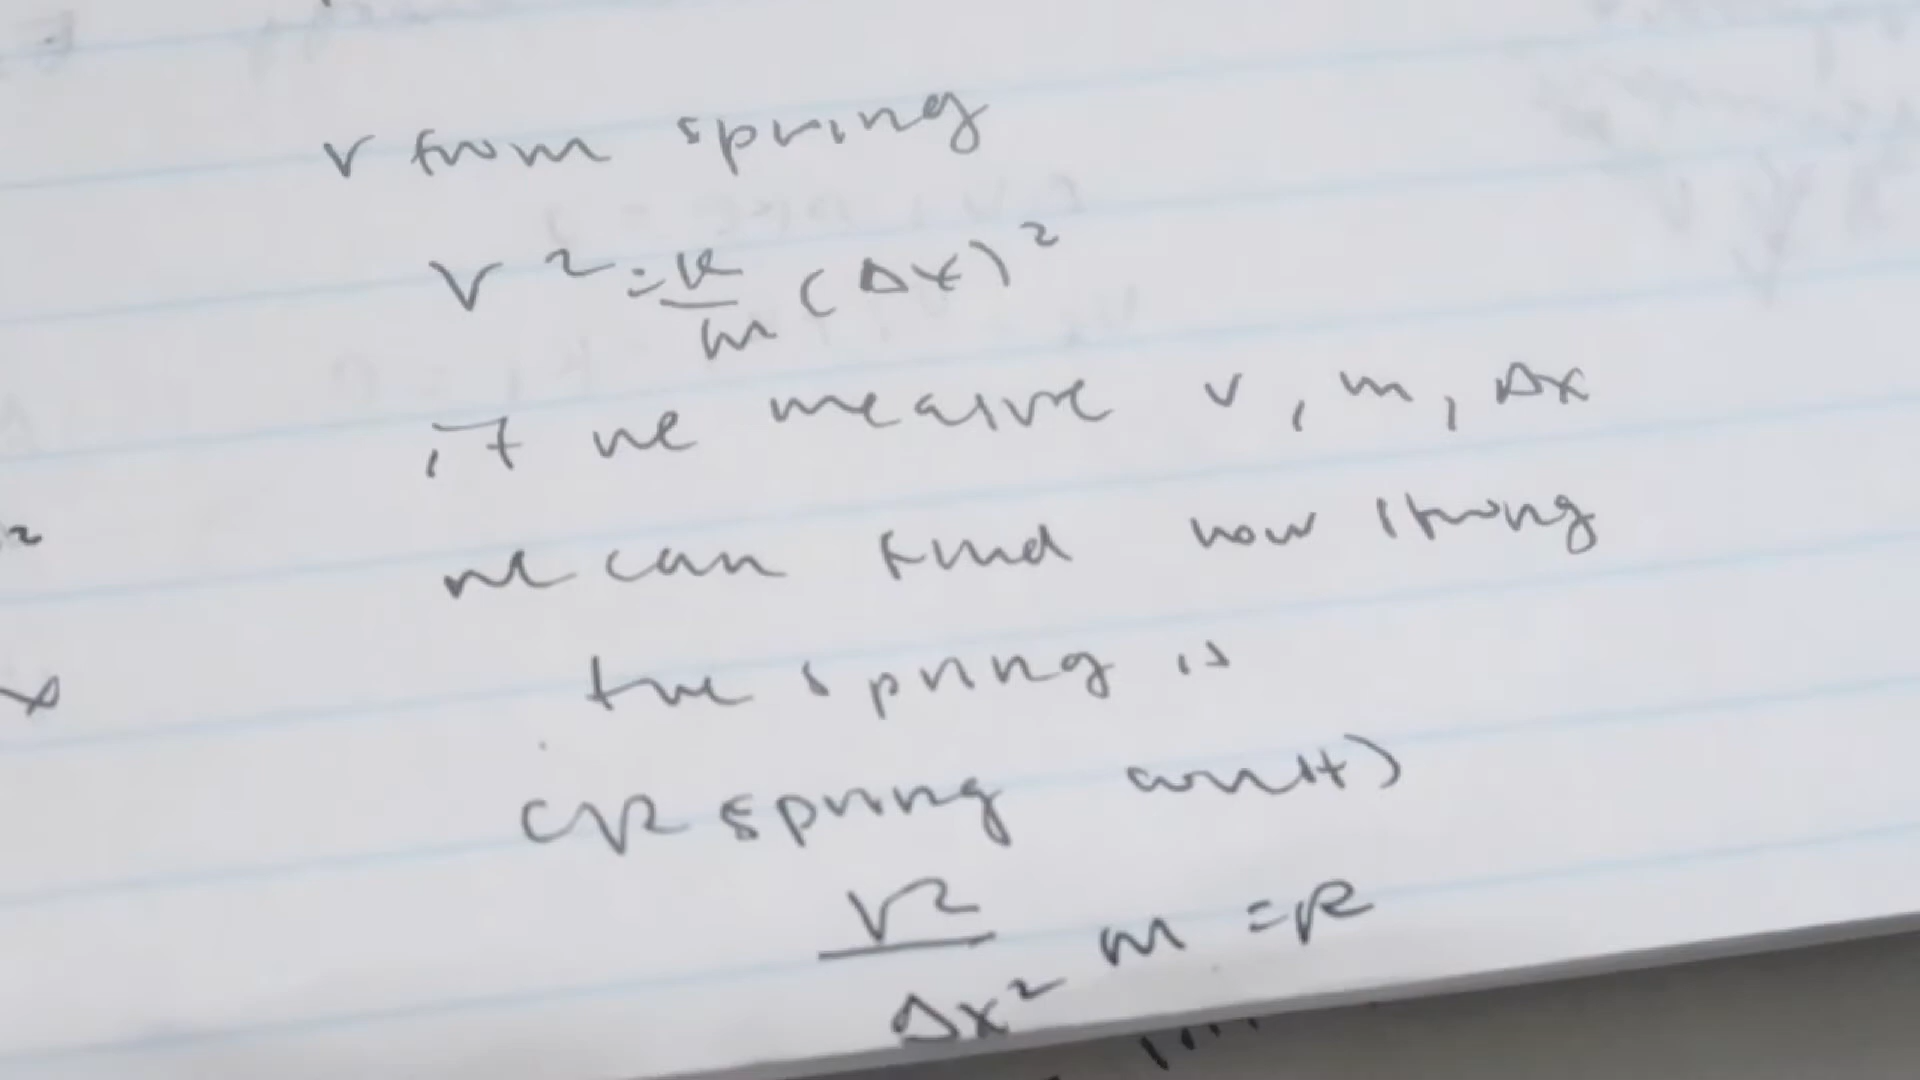 v from spring
v² = k/m (Δx)²
if we measure v, m, Δx
we can find how strong
the spring is
(k spring const)
v²/Δx² m = k